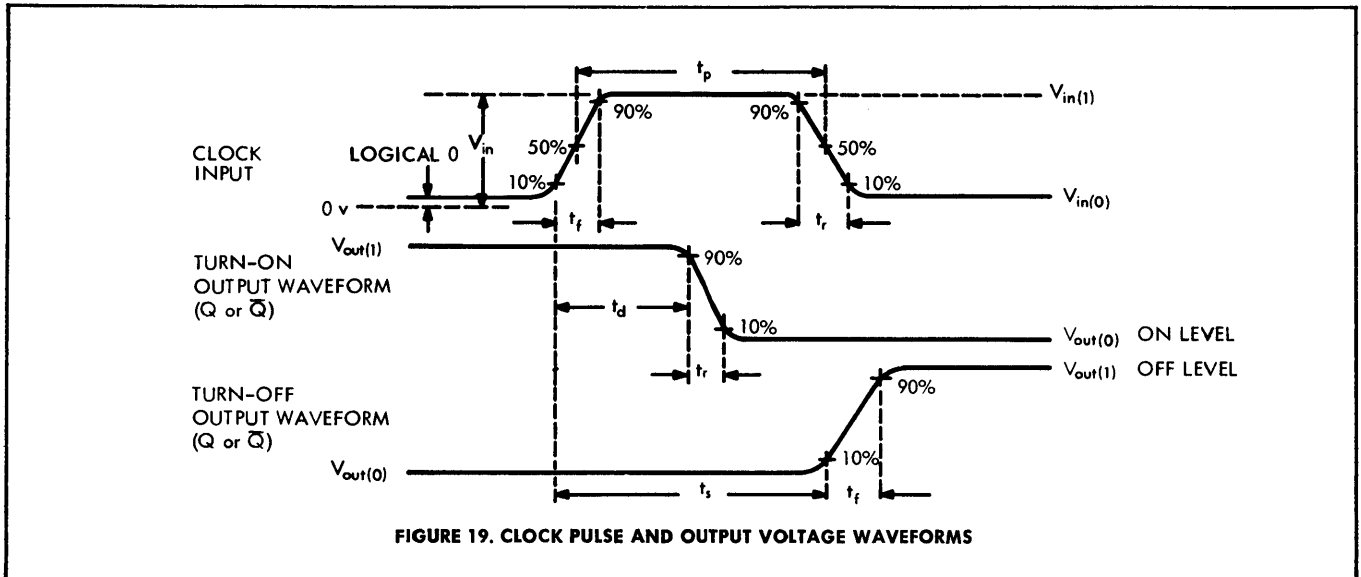 t_p
V_in(1)
90%
90%
V_in
CLOCK
INPUT
LOGICAL 0
50%
50%
10%
10%
0 v
V_in(0)
t_f
t_r
V_out(1)
TURN-ON
OUTPUT WAVEFORM
(Q or Q̅)
90%
t_d
10%
V_out(0) ON LEVEL
t_r
V_out(1) OFF LEVEL
TURN-OFF
OUTPUT WAVEFORM
(Q or Q̅)
90%
10%
V_out(0)
t_s
t_f
FIGURE 19. CLOCK PULSE AND OUTPUT VOLTAGE WAVEFORMS